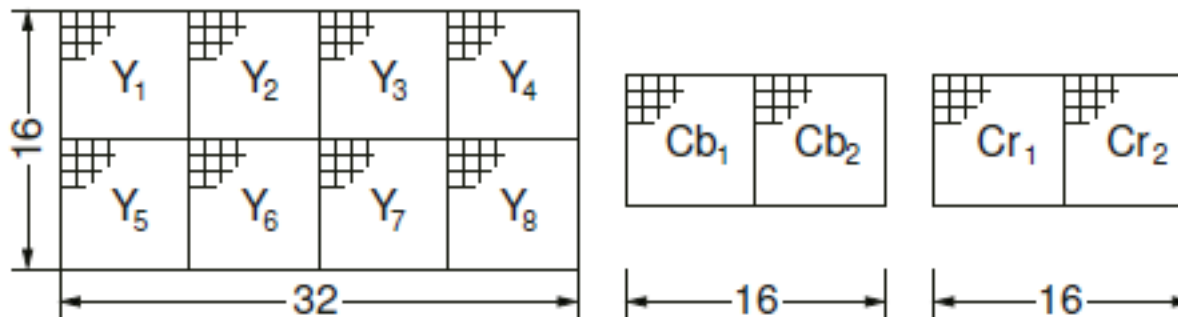 16
Y₁ Y₂ Y₃ Y₄
Y₅ Y₆ Y₇ Y₈
32
Cb₁ Cb₂
16
Cr₁ Cr₂
16